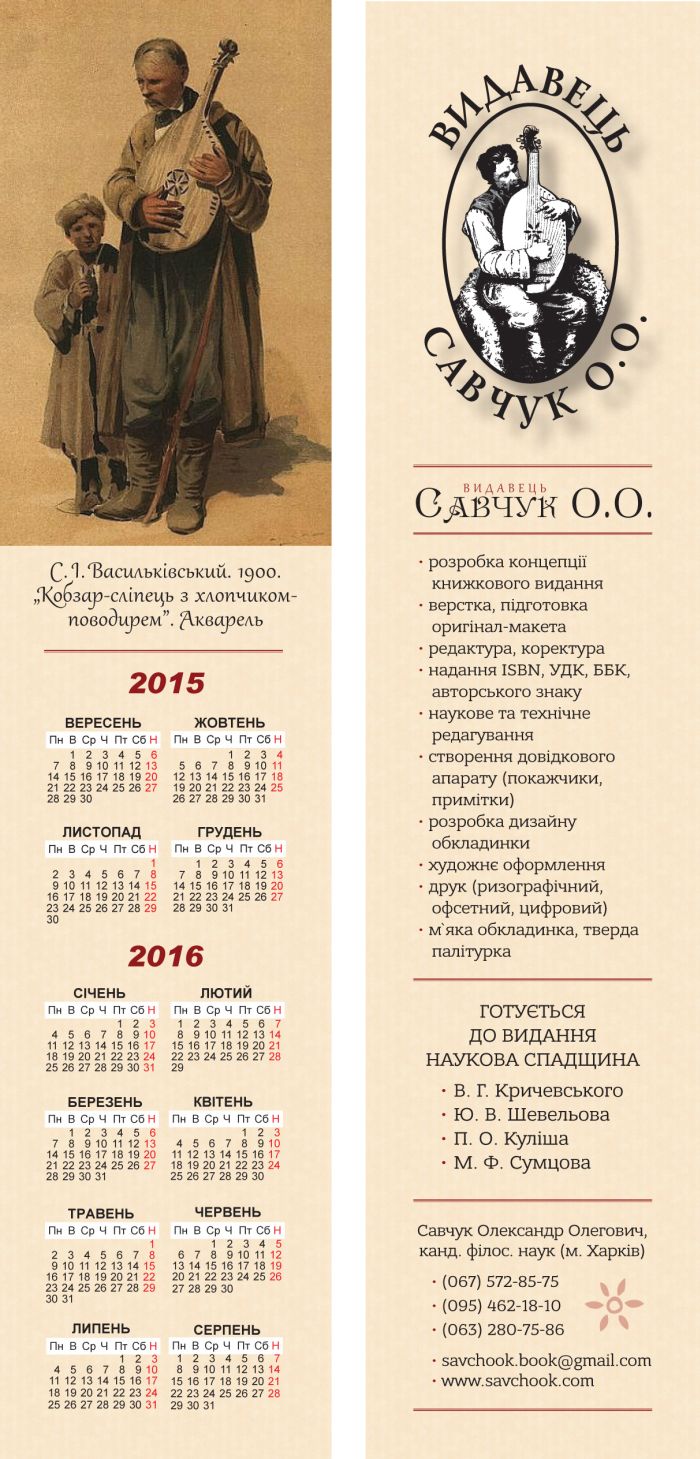 С. І. Васильківський. 1900.
„Кобзар-сліпець з хлопчиком-
поводирем”. Акварель
2015
ВЕРЕСЕНЬ
Пн В Ср Ч Пт Сб Н
1 2 3 4 5 6
7 8 9 10 11 12 13
14 15 16 17 18 19 20
21 22 23 24 25 26 27
28 29 30
ЖОВТЕНЬ
Пн В Ср Ч Пт Сб Н
1 2 3 4
5 6 7 8 9 10 11
12 13 14 15 16 17 18
19 20 21 22 23 24 25
26 27 28 29 30 31
ЛИСТОПАД
Пн В Ср Ч Пт Сб Н
1
2 3 4 5 6 7 8
9 10 11 12 13 14 15
16 17 18 19 20 21 22
23 24 25 26 27 28 29
30
ГРУДЕНЬ
Пн В Ср Ч Пт Сб Н
1 2 3 4 5 6
7 8 9 10 11 12 13
14 15 16 17 18 19 20
21 22 23 24 25 26 27
28 29 30 31
2016
СІЧЕНЬ
Пн В Ср Ч Пт Сб Н
1 2 3
4 5 6 7 8 9 10
11 12 13 14 15 16 17
18 19 20 21 22 23 24
25 26 27 28 29 30 31
ЛЮТИЙ
Пн В Ср Ч Пт Сб Н
1 2 3 4 5 6 7
8 9 10 11 12 13 14
15 16 17 18 19 20 21
22 23 24 25 26 27 28
29
БЕРЕЗЕНЬ
Пн В Ср Ч Пт Сб Н
1 2 3 4 5 6
7 8 9 10 11 12 13
14 15 16 17 18 19 20
21 22 23 24 25 26 27
28 29 30 31
КВІТЕНЬ
Пн В Ср Ч Пт Сб Н
1 2 3
4 5 6 7 8 9 10
11 12 13 14 15 16 17
18 19 20 21 22 23 24
25 26 27 28 29 30
ТРАВЕНЬ
Пн В Ср Ч Пт Сб Н
1
2 3 4 5 6 7 8
9 10 11 12 13 14 15
16 17 18 19 20 21 22
23 24 25 26 27 28 29
30 31
ЧЕРВЕНЬ
Пн В Ср Ч Пт Сб Н
1 2 3 4 5
6 7 8 9 10 11 12
13 14 15 16 17 18 19
20 21 22 23 24 25 26
27 28 29 30
ЛИПЕНЬ
Пн В Ср Ч Пт Сб Н
1 2 3
4 5 6 7 8 9 10
11 12 13 14 15 16 17
18 19 20 21 22 23 24
25 26 27 28 29 30 31
СЕРПЕНЬ
Пн В Ср Ч Пт Сб Н
1 2 3 4 5 6 7
8 9 10 11 12 13 14
15 16 17 18 19 20 21
22 23 24 25 26 27 28
29 30 31
ВИДАВЕЦЬ
САВЧУК О.О.
ВИДАВЕЦЬ
САВЧУК О.О.
• розробка концепції
книжкового видання
• верстка, підготовка
оригінал-макета
• редактура, коректура
• надання ISBN, УДК, ББК,
авторського знаку
• наукове та технічне
редагування
• створення довідкового
апарату (покажчики,
примітки)
• розробка дизайну
обкладинки
• художнє оформлення
• друк (ризографічний,
офсетний, цифровий)
• м`яка обкладинка, тверда
палітурка
ГОТУЄТЬСЯ
ДО ВИДАННЯ
НАУКОВА СПАДЩИНА
• В. Г. Кричевського
• Ю. В. Шевельова
• П. О. Куліша
• М. Ф. Сумцова
Савчук Олександр Олегович,
канд. філос. наук (м. Харків)
• (067) 572-85-75
• (095) 462-18-10
• (063) 280-75-86
• savchook.book@gmail.com
• www.savchook.com